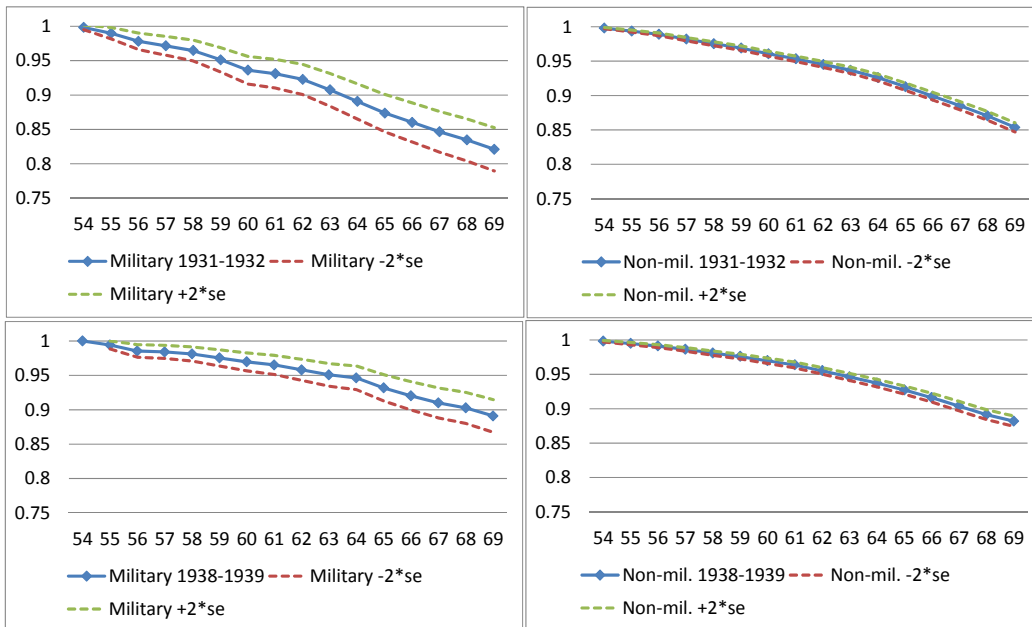 1
0.95
0.9
0.85
0.8
0.75
54 55 56 57 58 59 60 61 62 63 64 65 66 67 68 69
Military 1931-1932 Military -2*se
Military +2*se
1
0.95
0.9
0.85
0.8
0.75
54 55 56 57 58 59 60 61 62 63 64 65 66 67 68 69
Non-mil. 1931-1932 Non-mil. -2*se
Non-mil. +2*se
1
0.95
0.9
0.85
0.8
0.75
54 55 56 57 58 59 60 61 62 63 64 65 66 67 68 69
Military 1938-1939 Military -2*se
Military +2*se
1
0.95
0.9
0.85
0.8
0.75
54 55 56 57 58 59 60 61 62 63 64 65 66 67 68 69
Non-mil. 1938-1939 Non-mil. -2*se
Non-mil. +2*se